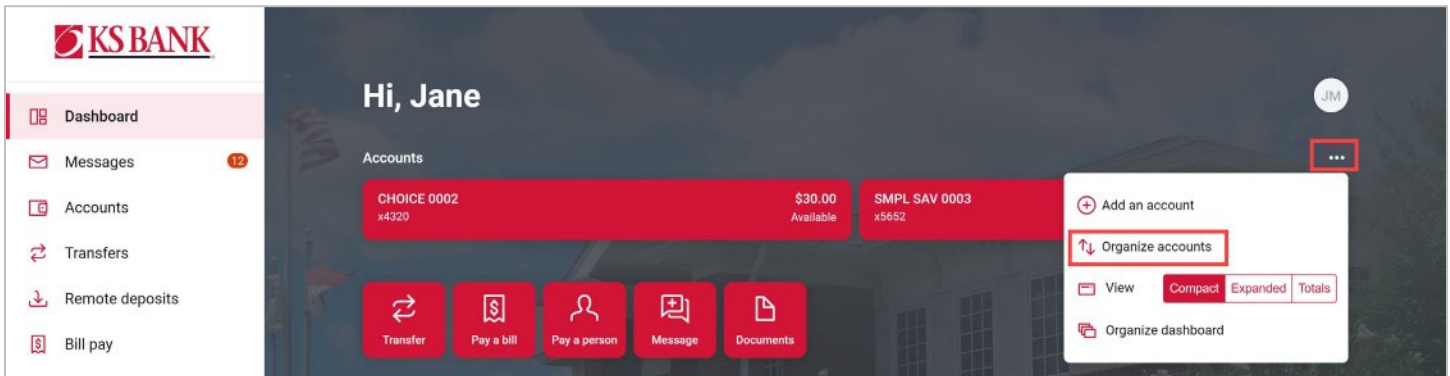 KS BANK
Dashboard
Messages 12
Accounts
Transfers
Remote deposits
Bill pay
Hi, Jane
JM
Accounts
CHOICE 0002 $30.00
x4320 Available
SMPL SAV 0003
x5652
Add an account
Organize accounts
View Compact Expanded Totals
Organize dashboard
Transfer Pay a bill Pay a person Message Documents